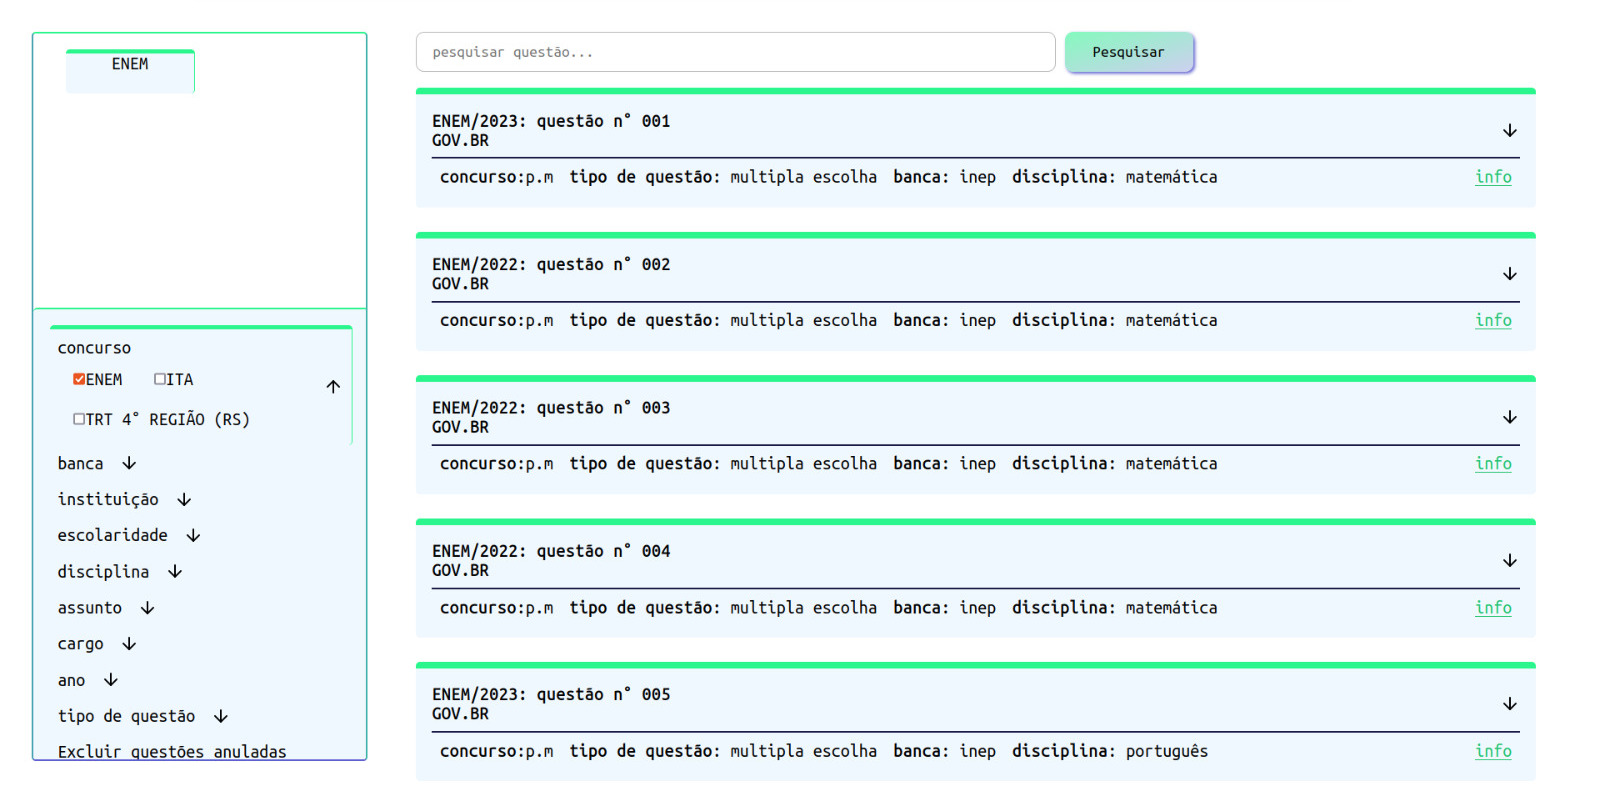 ENEM
concurso
ENEM ITA
TRT 4° REGIÃO (RS)
banca
instituição
escolaridade
disciplina
assunto
cargo
ano
tipo de questão
Excluir questões anuladas
pesquisar questão... Pesquisar
ENEM/2023: questão n° 001
GOV.BR
concurso:p.m tipo de questão: multipla escolha banca: inep disciplina: matemática info
ENEM/2022: questão n° 002
GOV.BR
concurso:p.m tipo de questão: multipla escolha banca: inep disciplina: matemática info
ENEM/2022: questão n° 003
GOV.BR
concurso:p.m tipo de questão: multipla escolha banca: inep disciplina: matemática info
ENEM/2022: questão n° 004
GOV.BR
concurso:p.m tipo de questão: multipla escolha banca: inep disciplina: matemática info
ENEM/2023: questão n° 005
GOV.BR
concurso:p.m tipo de questão: multipla escolha banca: inep disciplina: português info